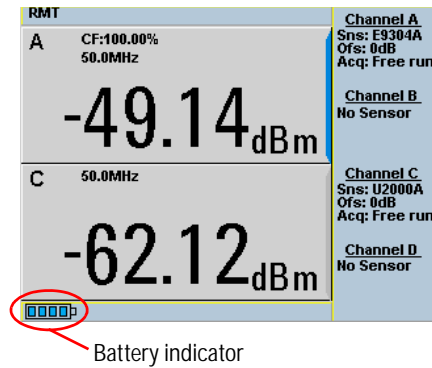 RMT
A
CF:100.00%
50.0MHz
-49.14dBm
C
50.0MHz
-62.12dBm
Channel A
Sns: E9304A
Ofs: 0dB
Acq: Free run
Channel B
No Sensor
Channel C
Sns: U2000A
Ofs: 0dB
Acq: Free run
Channel D
No Sensor
Battery indicator